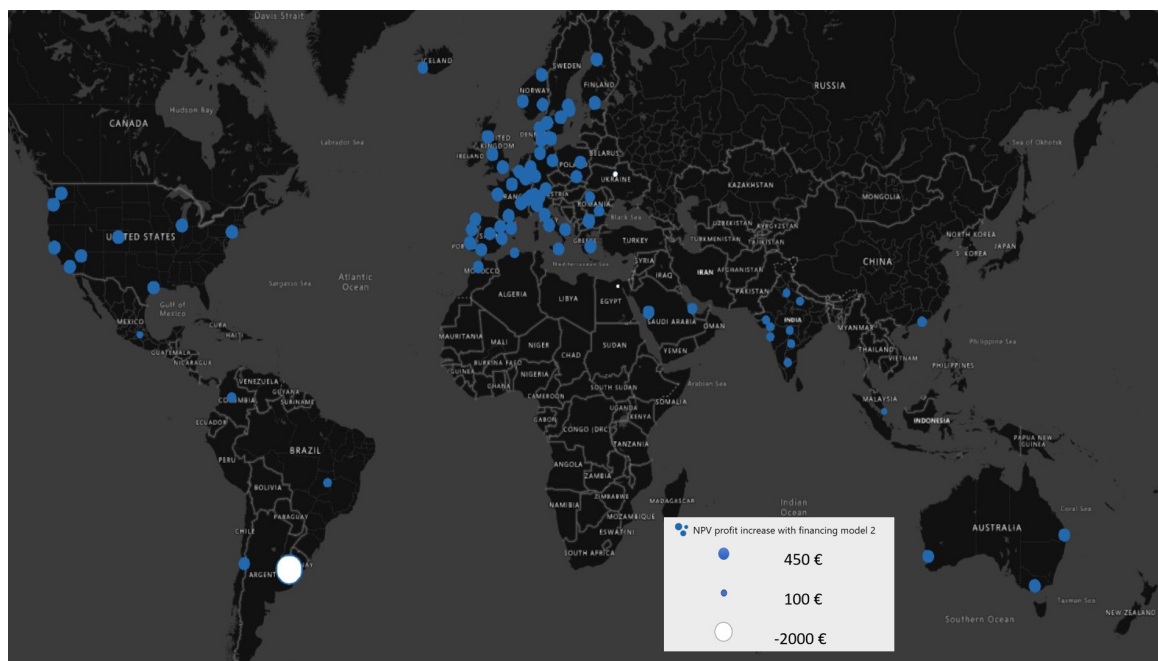 Davis Strait
ICELAND
SWEDEN
FINLAND
NORWAY
RUSSIA
Hudson Bay
CANADA
Labrador Sea
UNITED
KINGDOM
IRELAND
BELARUS
Sea of Okhotsk
UKRAINE
KAZAKHSTAN
MONGOLIA
ROMANIA
Black Sea
UZBEKISTAN
KYRGYZSTAN
NORTH KOREA
UNITED STATES
TURKEY
TURKMENISTAN
TAJIKISTAN
S. KOREA
JAPAN
GREECE
CHINA
Mediterranean Sea
SYRIA
MOROCCO
IRAQ
IRAN
AFGHANISTAN
Atlantic
Ocean
Sargasso Sea
PAKISTAN
ALGERIA
LIBYA
EGYPT
Gulf of
Mexico
MEXICO
CUBA
HAITI
SAUDI ARABIA
OMAN
INDIA
MYANMAR
MAURITANIA
MALI
NIGER
SUDAN
CHAD
YEMEN
THAILAND
VIETNAM
Philippine Sea
GUATEMALA
NICARAGUA
BURKINA FASO
GUINEA
NIGERIA
GHANA
Arabian Sea
PHILIPPINES
VENEZUELA
GUYANA
SURINAME
COLOMBIA
CAMEROON
SOUTH SUDAN
SOMALIA
MALAYSIA
ECUADOR
GABON
UGANDA
KENYA
CONGO (DRC)
INDONESIA
PERU
BRAZIL
TANZANIA
PAPUA NEW
GUINEA
ANGOLA
ZAMBIA
BOLIVIA
ZIMBABWE
MADAGASCAR
NAMIBIA
MOZAMBIQUE
Indian
Ocean
Coral Sea
PARAGUAY
ESWATINI
AUSTRALIA
CHILE
SOUTH AFRICA
NPV profit increase with financing model 2
450 €
100 €
-2000 €
Tasman Sea
NEW ZEALAND
Southern Ocean